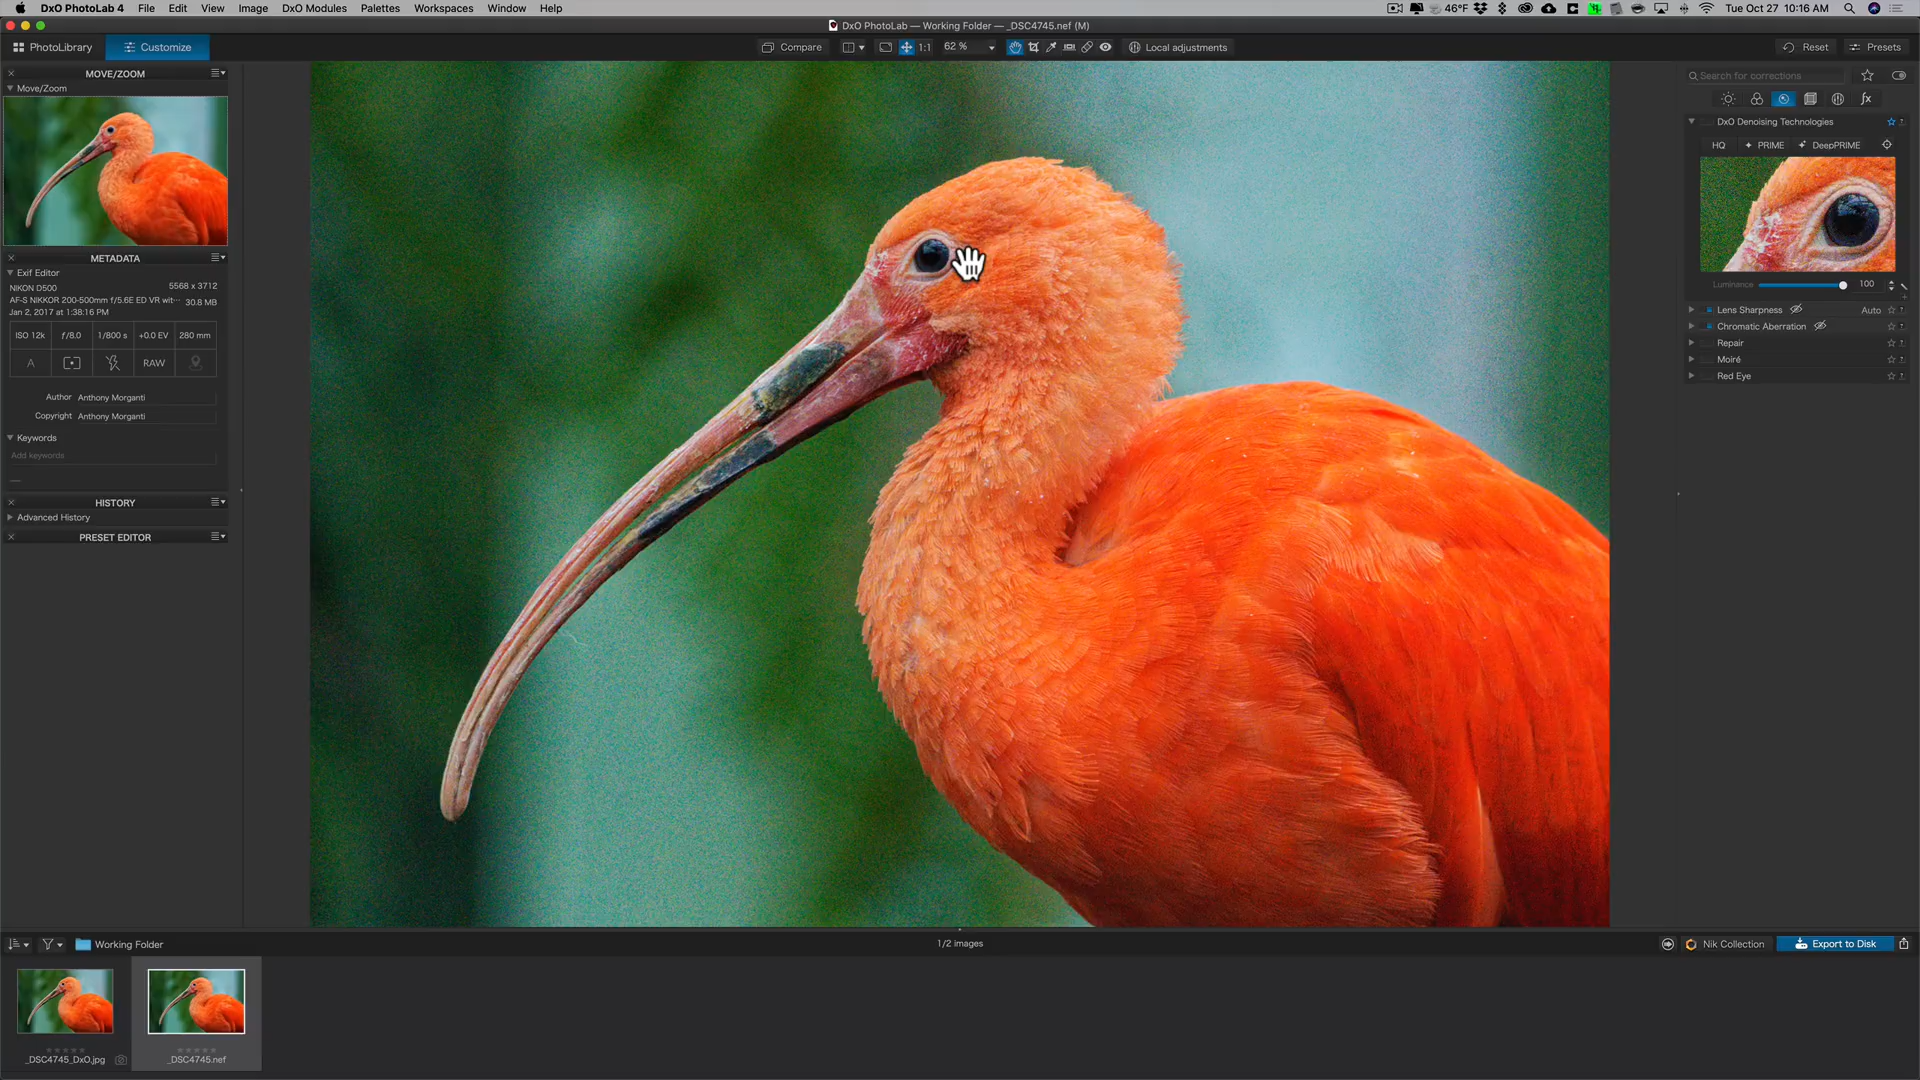 DxO PhotoLab 4 File Edit View Image DxO Modules Palettes Workspaces Window Help 46°F Tue Oct 27 10:16 AM
DxO PhotoLab — Working Folder — _DSC4745.nef (M)
PhotoLibrary Customize Compare 1:1 62 % Local adjustments Reset Presets
MOVE/ZOOM
Move/Zoom
METADATA
Exif Editor
NIKON D500 5568 x 3712
AF-S NIKKOR 200-500mm f/5.6E ED VR wit··· 30.8 MB
Jan 2, 2017 at 1:38:16 PM
ISO 12k ƒ/8.0 1/800 s +0.0 EV 280 mm
A RAW
Author Anthony Morganti
Copyright Anthony Morganti
Keywords
Add keywords
HISTORY
Advanced History
PRESET EDITOR
Search for corrections
fx
DxO Denoising Technologies
HQ PRIME DeepPRIME
Luminance 100
Lens Sharpness Auto
Chromatic Aberration
Repair
Moiré
Red Eye
Working Folder 1/2 images Nik Collection Export to Disk
_DSC4745_DxO.jpg _DSC4745.nef